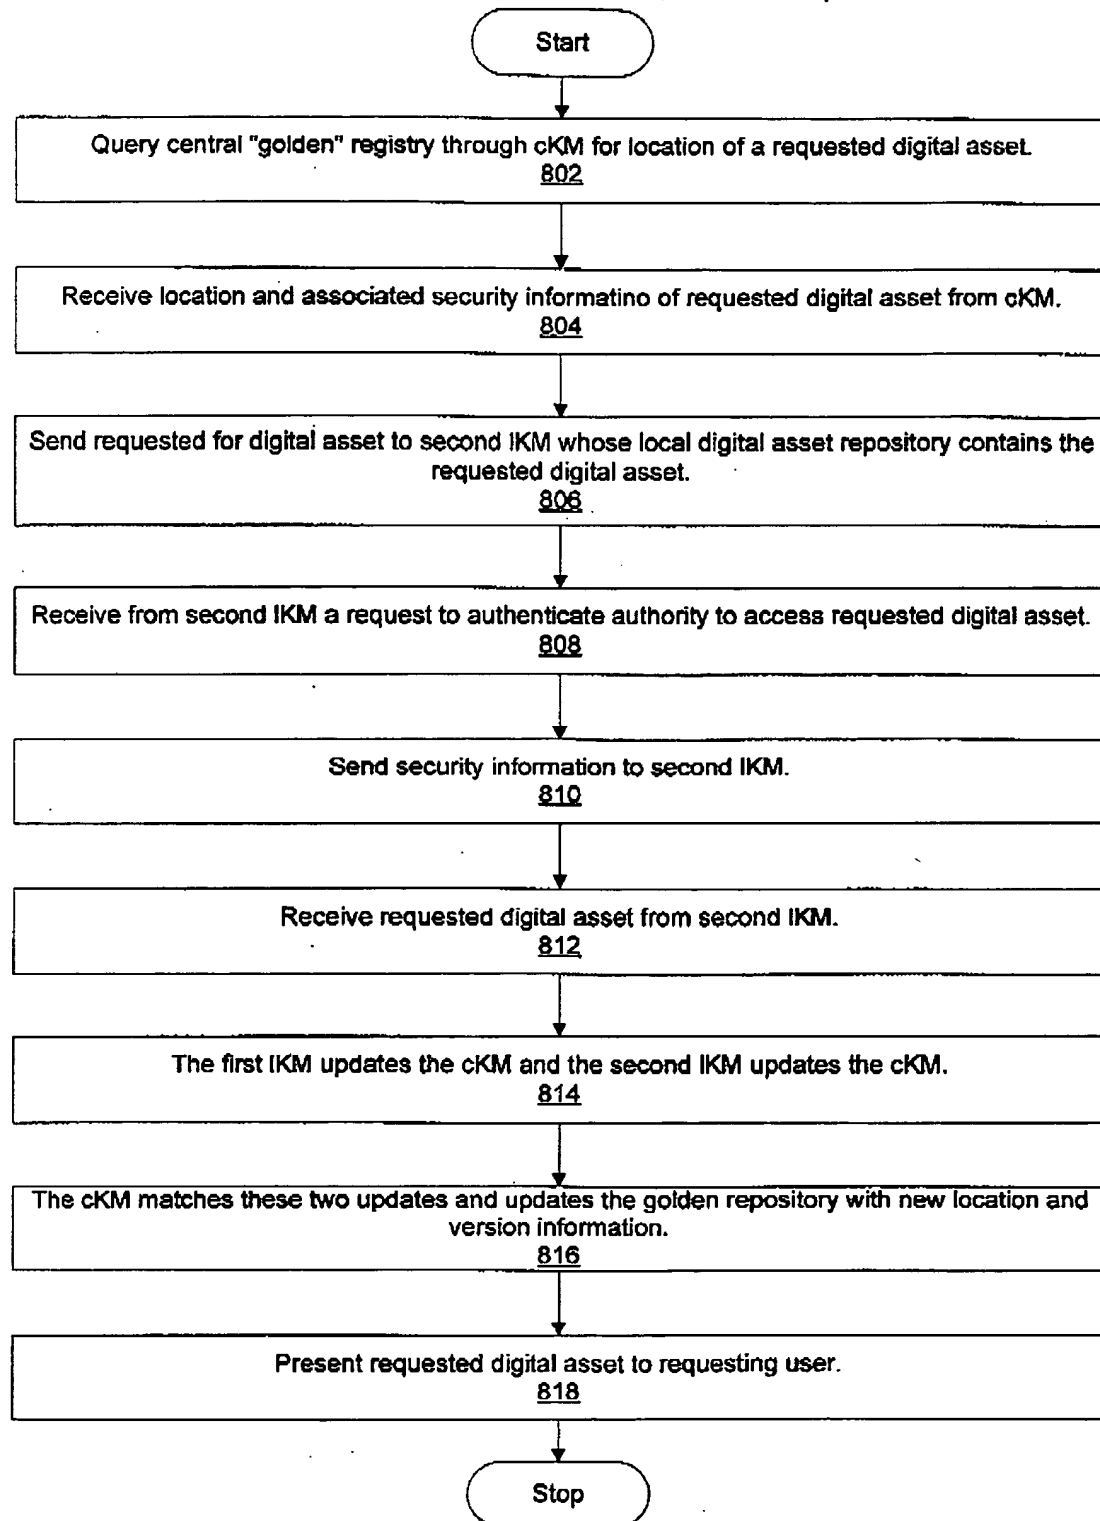 Start
Query central "golden" registry through cKM for location of a requested digital asset.
802
Receive location and associated security informatino of requested digital asset from cKM.
804
Send requested for digital asset to second lKM whose local digital asset repository contains the
requested digital asset.
806
Receive from second lKM a request to authenticate authority to access requested digital asset.
808
Send security information to second lKM.
810
Receive requested digital asset from second lKM.
812
The first lKM updates the cKM and the second lKM updates the cKM.
814
The cKM matches these two updates and updates the golden repository with new location and
version information.
816
Present requested digital asset to requesting user.
818
Stop